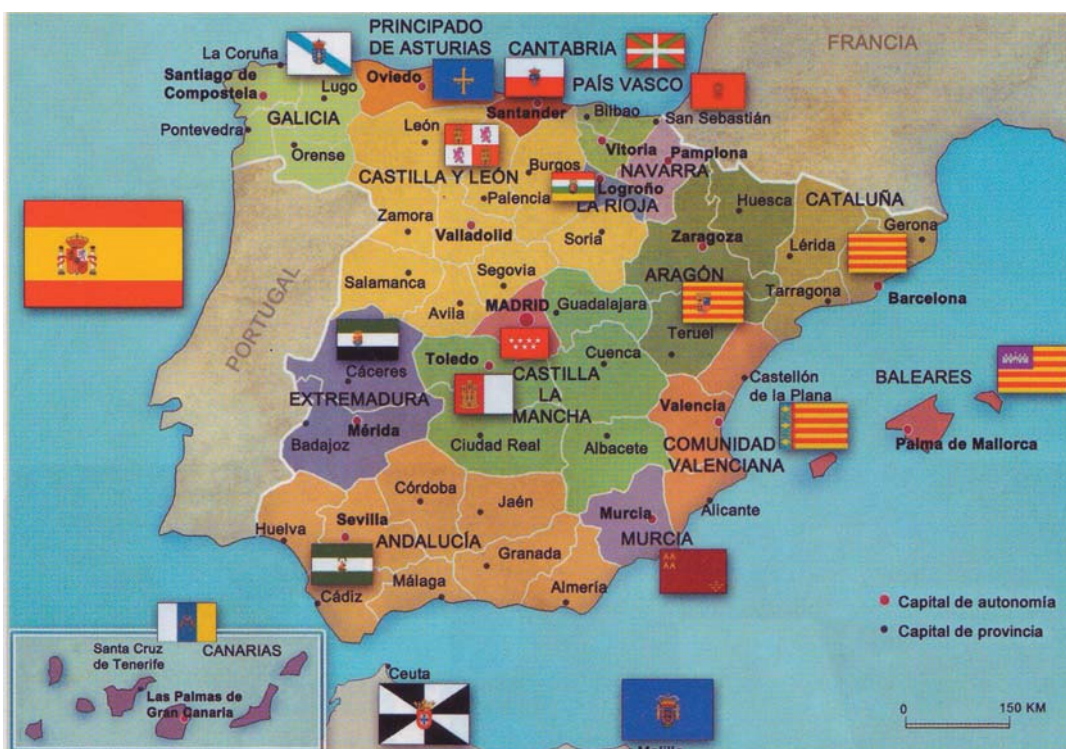 PRINCIPADO
DE ASTURIAS
CANTABRIA
FRANCIA
La Coruña
Santiago de
Compostela
Lugo
Oviedo
Santander
PAÍS VASCO
Bilbao
San Sebastián
Pontevedra
GALICIA
Orense
León
Burgos
Vitoria
Pamplona
NAVARRA
CASTILLA Y LEÓN
Palencia
Logroño
LA RIOJA
Huesca
CATALUÑA
Gerona
Zamora
Valladolid
Soria
Zaragoza
Lérida
Salamanca
Segovia
ARAGÓN
Tarragona
Barcelona
PORTUGAL
Avila
MADRID
Guadalajara
Teruel
Cáceres
Toledo
Cuenca
Castellón
de la Plana
BALEARES
EXTREMADURA
CASTILLA
LA
MANCHA
Valencia
Palma de Mallorca
Badajoz
Mérida
Ciudad Real
Albacete
COMUNIDAD
VALENCIANA
Córdoba
Jaén
Murcia
Alicante
Huelva
Sevilla
ANDALUCÍA
MURCIA
Granada
Cádiz
Málaga
Almería
Capital de autonomía
Capital de provincia
CANARIAS
Santa Cruz
de Tenerife
Las Palmas de
Gran Canaria
Ceuta
0 150 KM